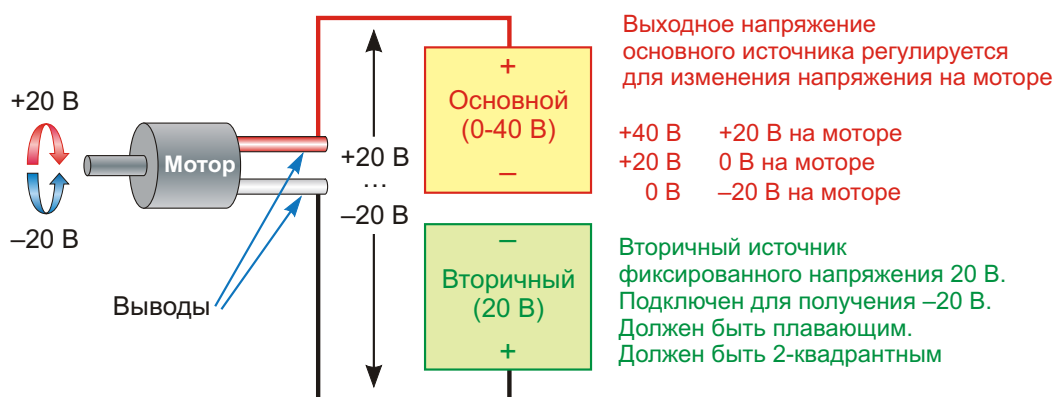 +20 В
Мотор
–20 В
Выводы
+20 В
...
–20 В
+
Основной
(0-40 В)
–
–
Вторичный
(20 В)
+
Выходное напряжение
основного источника регулируется
для изменения напряжения на моторе
+40 В +20 В на моторе
+20 В 0 В на моторе
0 В –20 В на моторе
Вторичный источник
фиксированного напряжения 20 В.
Подключен для получения –20 В.
Должен быть плавающим.
Должен быть 2-квадрантным